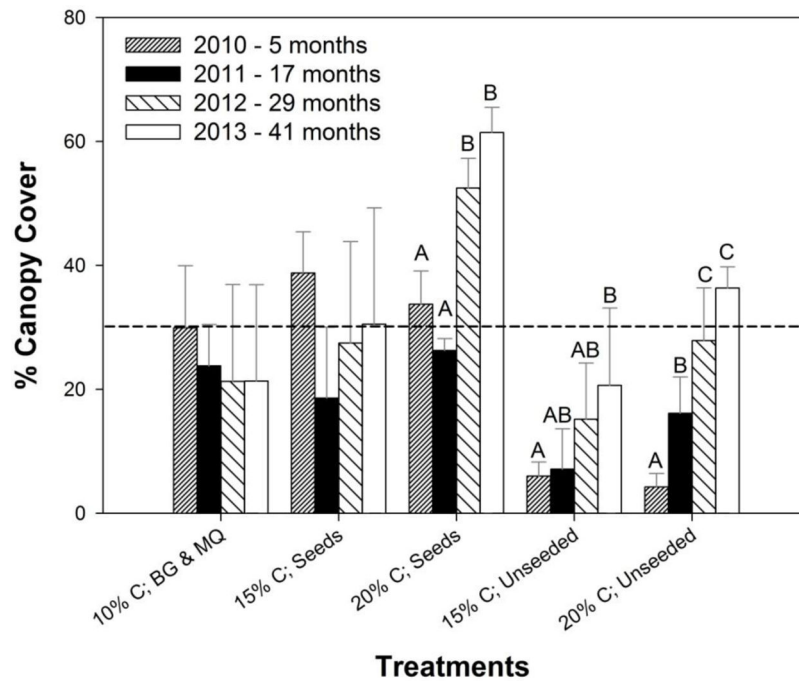 80
60
40
20
0
% Canopy Cover
2010 - 5 months
2011 - 17 months
2012 - 29 months
2013 - 41 months
A
A
B
B
A
AB
AB
B
A
B
C
C
10% C; BG & MQ
15% C; Seeds
20% C; Seeds
15% C; Unseeded
20% C; Unseeded
Treatments